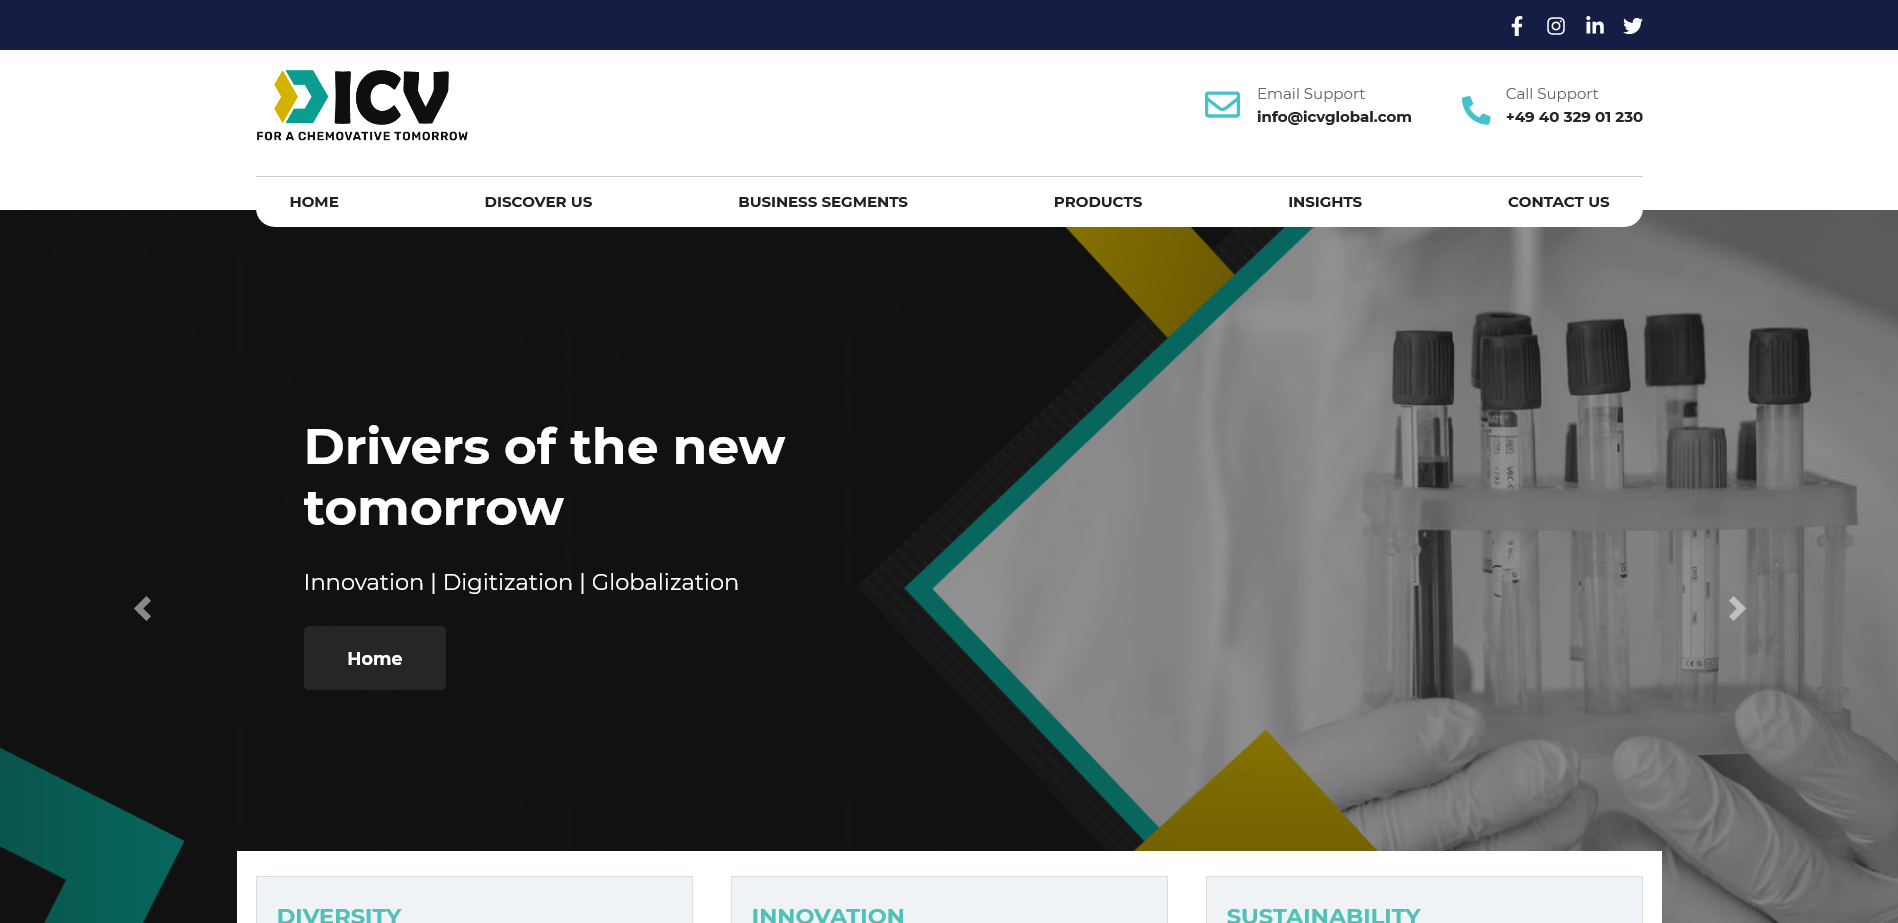 ICV
FOR A CHEMOVATIVE TOMORROW
Email Support
info@icvglobal.com
Call Support
+49 40 329 01 230
HOME
DISCOVER US
BUSINESS SEGMENTS
PRODUCTS
INSIGHTS
CONTACT US
Drivers of the new
tomorrow
Innovation | Digitization | Globalization
Home
DIVERSITY
INNOVATION
SUSTAINABILITY